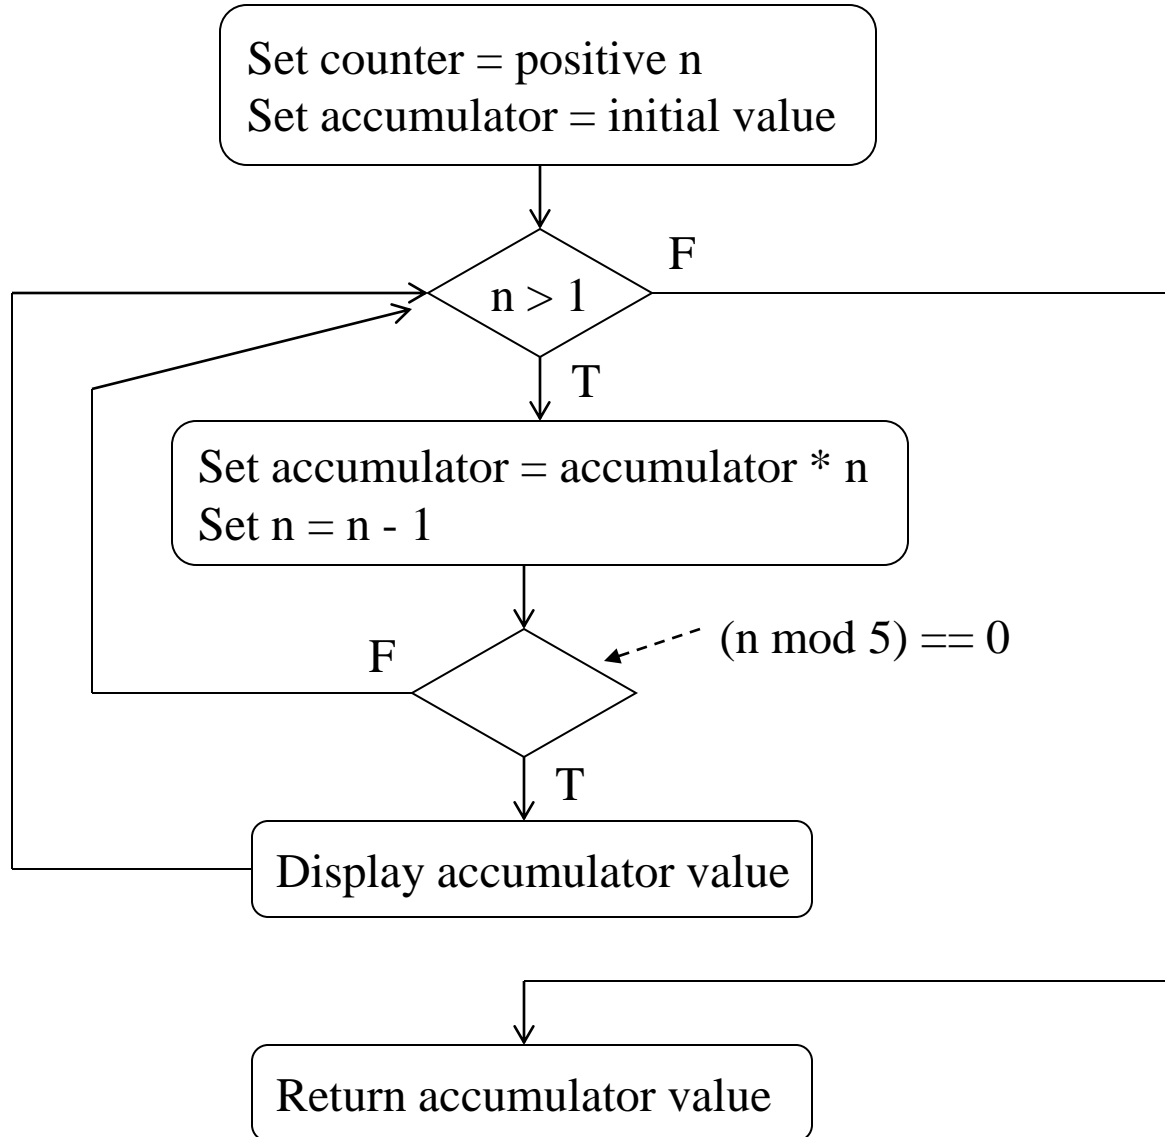 Set counter = positive n
Set accumulator = initial value
F
n > 1
T
Set accumulator = accumulator * n
Set n = n - 1
(n mod 5) == 0
F
T
Display accumulator value
Return accumulator value